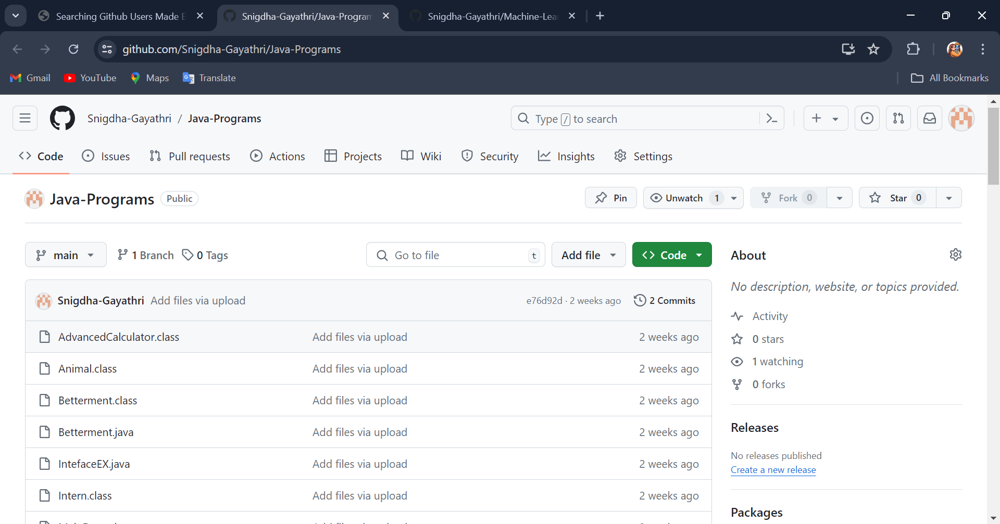 Searching Github Users Made E
Snigdha-Gayathri/Java-Program
Snigdha-Gayathri/Machine-Lea
github.com/Snigdha-Gayathri/Java-Programs
Gmail
YouTube
Maps
Translate
All Bookmarks
Snigdha-Gayathri / Java-Programs
Type / to search
Code
Issues
Pull requests
Actions
Projects
Wiki
Security
Insights
Settings
Java-Programs Public
Pin
Unwatch 1
Fork 0
Star 0
main
1 Branch
0 Tags
Go to file t
Add file
Code
Snigdha-Gayathri Add files via upload e76d92d · 2 weeks ago 2 Commits
AdvancedCalculator.class Add files via upload 2 weeks ago
Animal.class Add files via upload 2 weeks ago
Betterment.class Add files via upload 2 weeks ago
Betterment.java Add files via upload 2 weeks ago
IntefaceEX.java Add files via upload 2 weeks ago
Intern.class Add files via upload 2 weeks ago
About
No description, website, or topics provided.
Activity
0 stars
1 watching
0 forks
Releases
No releases published
Create a new release
Packages